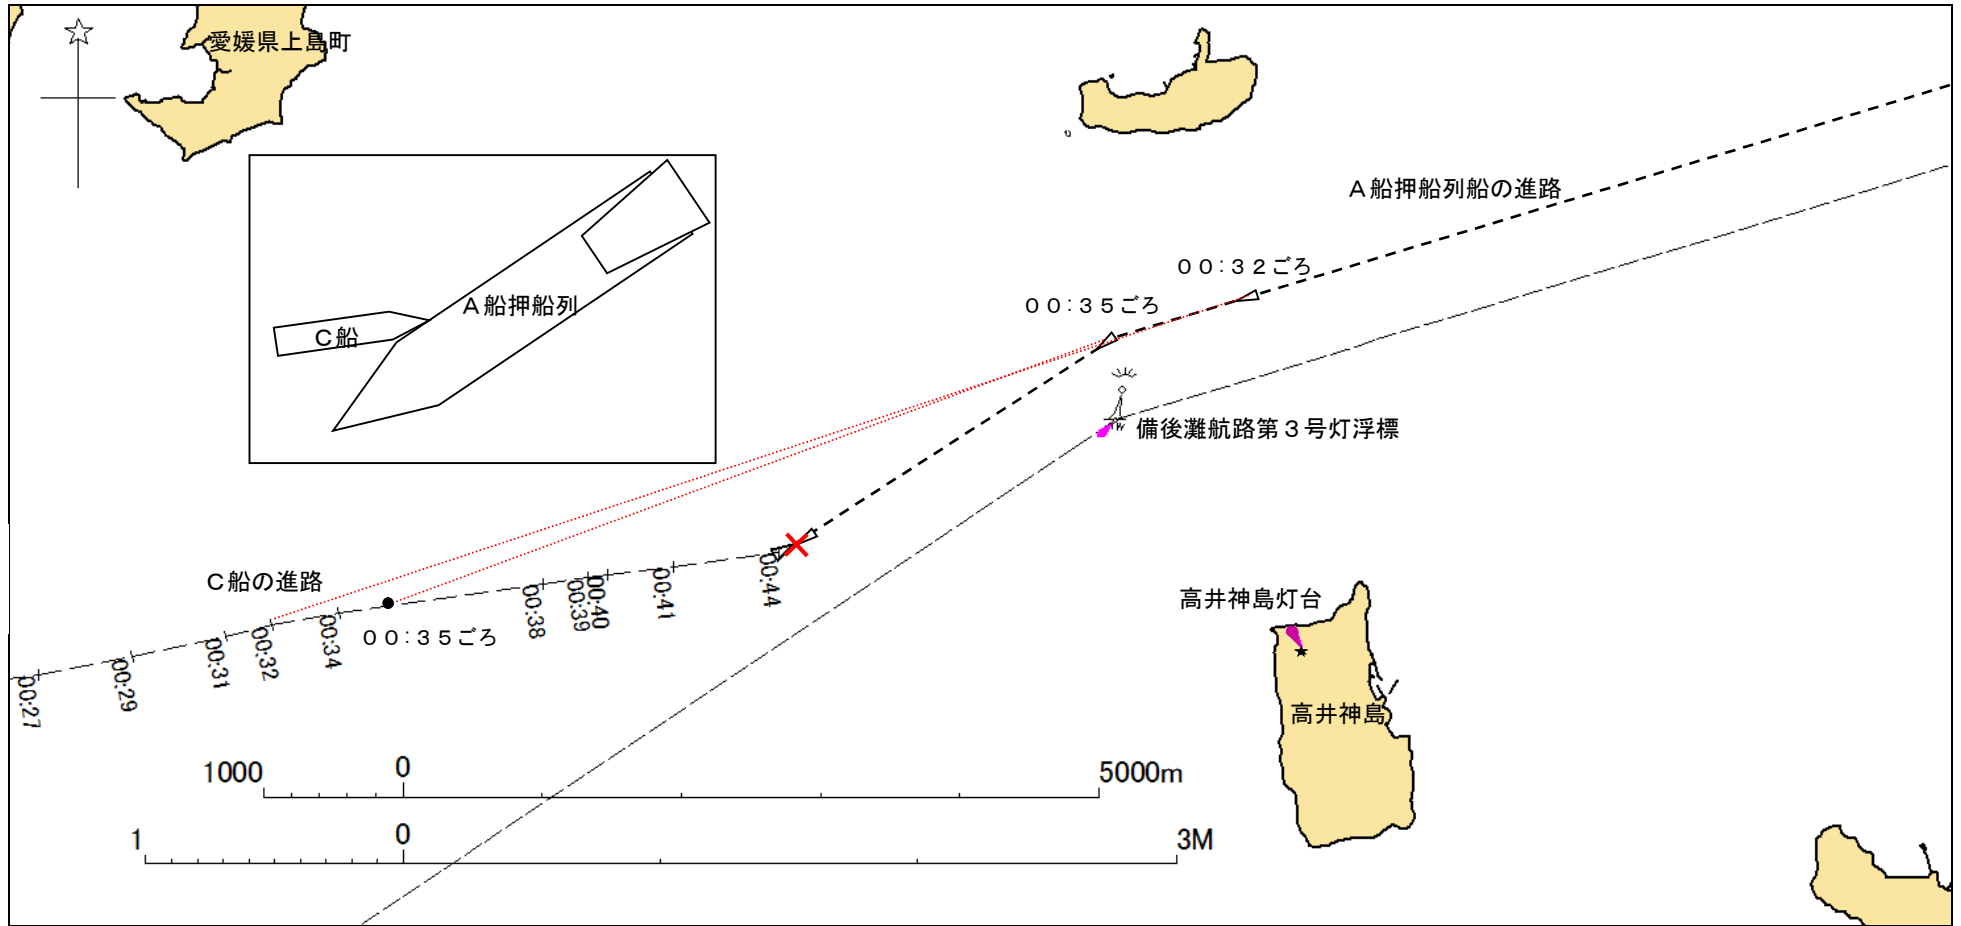 愛媛県上島町
Ａ船押船列船の進路
００：３２ごろ
００：３５ごろ
Ａ船押船列
Ｃ船
備後灘航路第３号灯浮標
Ｃ船の進路
００：３５ごろ
00:27
00:29
00:31
00:32
00:34
00:38
00:39
00:40
00:41
00:44
高井神島灯台
高井神島
1000
0
5000m
1
0
3M